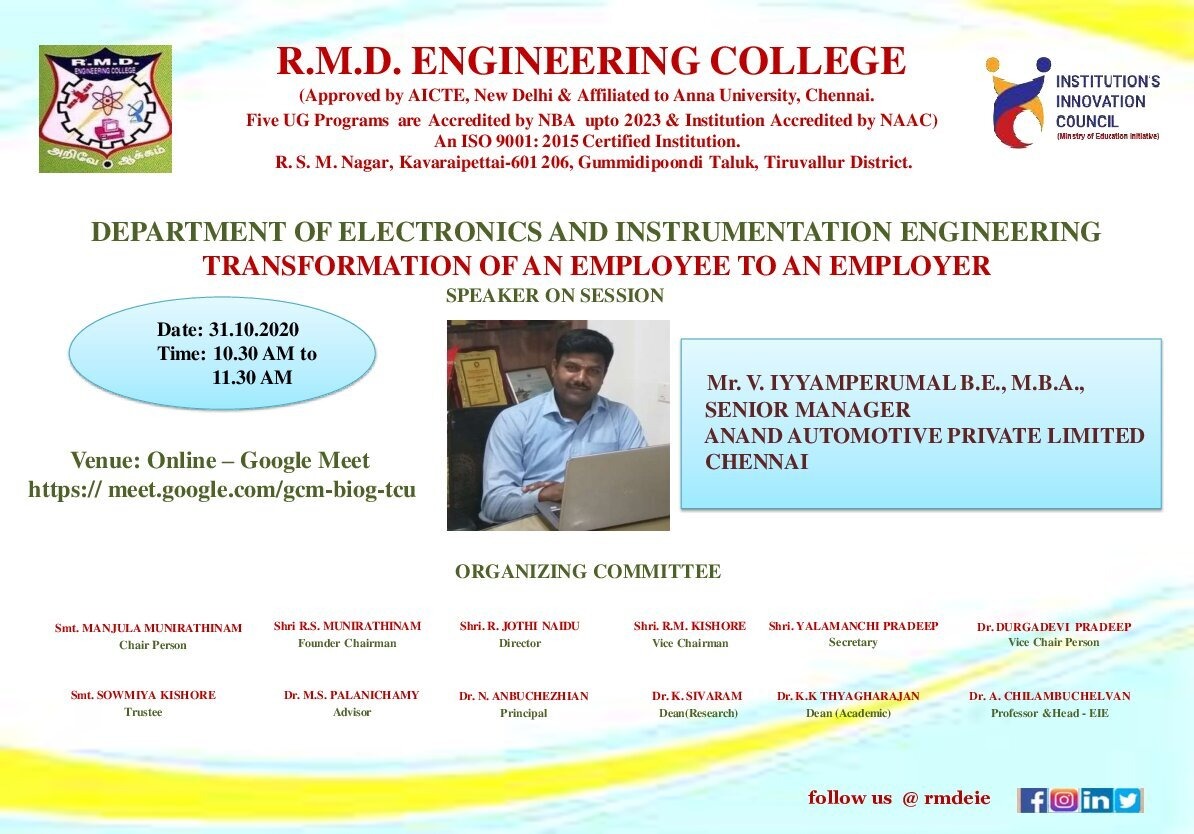 R.M.D.
ENGINEERING COLLEGE
அறிவே ஆக்கம்
R.M.D. ENGINEERING COLLEGE
(Approved by AICTE, New Delhi & Affiliated to Anna University, Chennai.
Five UG Programs are Accredited by NBA upto 2023 & Institution Accredited by NAAC)
An ISO 9001: 2015 Certified Institution.
R. S. M. Nagar, Kavaraipettai-601 206, Gummidipoondi Taluk, Tiruvallur District.
INSTITUTION'S
INNOVATION
COUNCIL
(Ministry of Education Initiative)
DEPARTMENT OF ELECTRONICS AND INSTRUMENTATION ENGINEERING
TRANSFORMATION OF AN EMPLOYEE TO AN EMPLOYER
SPEAKER ON SESSION
Date: 31.10.2020
Time: 10.30 AM to
11.30 AM
Venue: Online – Google Meet
https:// meet.google.com/gcm-biog-tcu
Mr. V. IYYAMPERUMAL B.E., M.B.A.,
SENIOR MANAGER
ANAND AUTOMOTIVE PRIVATE LIMITED
CHENNAI
ORGANIZING COMMITTEE
Smt. MANJULA MUNIRATHINAM
Chair Person
Shri R.S. MUNIRATHINAM
Founder Chairman
Shri. R. JOTHI NAIDU
Director
Shri. R.M. KISHORE
Vice Chairman
Shri. YALAMANCHI PRADEEP
Secretary
Dr. DURGADEVI PRADEEP
Vice Chair Person
Smt. SOWMIYA KISHORE
Trustee
Dr. M.S. PALANICHAMY
Advisor
Dr. N. ANBUCHEZHIAN
Principal
Dr. K. SIVARAM
Dean(Research)
Dr. K.K THYAGHARAJAN
Dean (Academic)
Dr. A. CHILAMBUCHELVAN
Professor &Head - EIE
follow us @ rmdeie